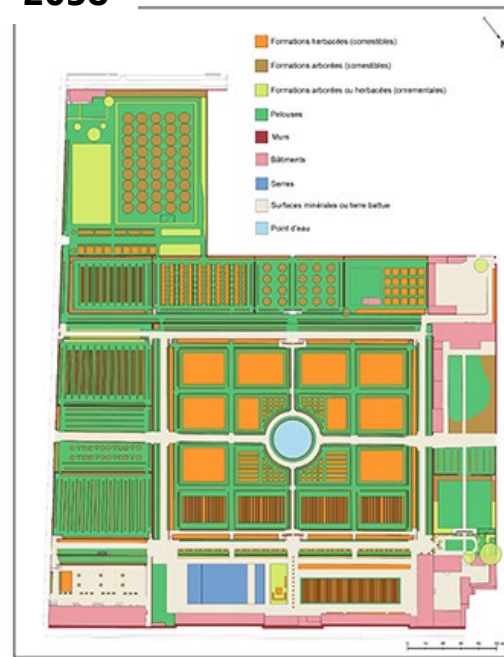 Formations herbacées (comestibles)
Formations arborées (comestibles)
Formations arborées ou herbacées (ornementales)
Pelouses
Murs
Bâtiments
Serres
Surfaces minérales ou terre battue
Point d'eau